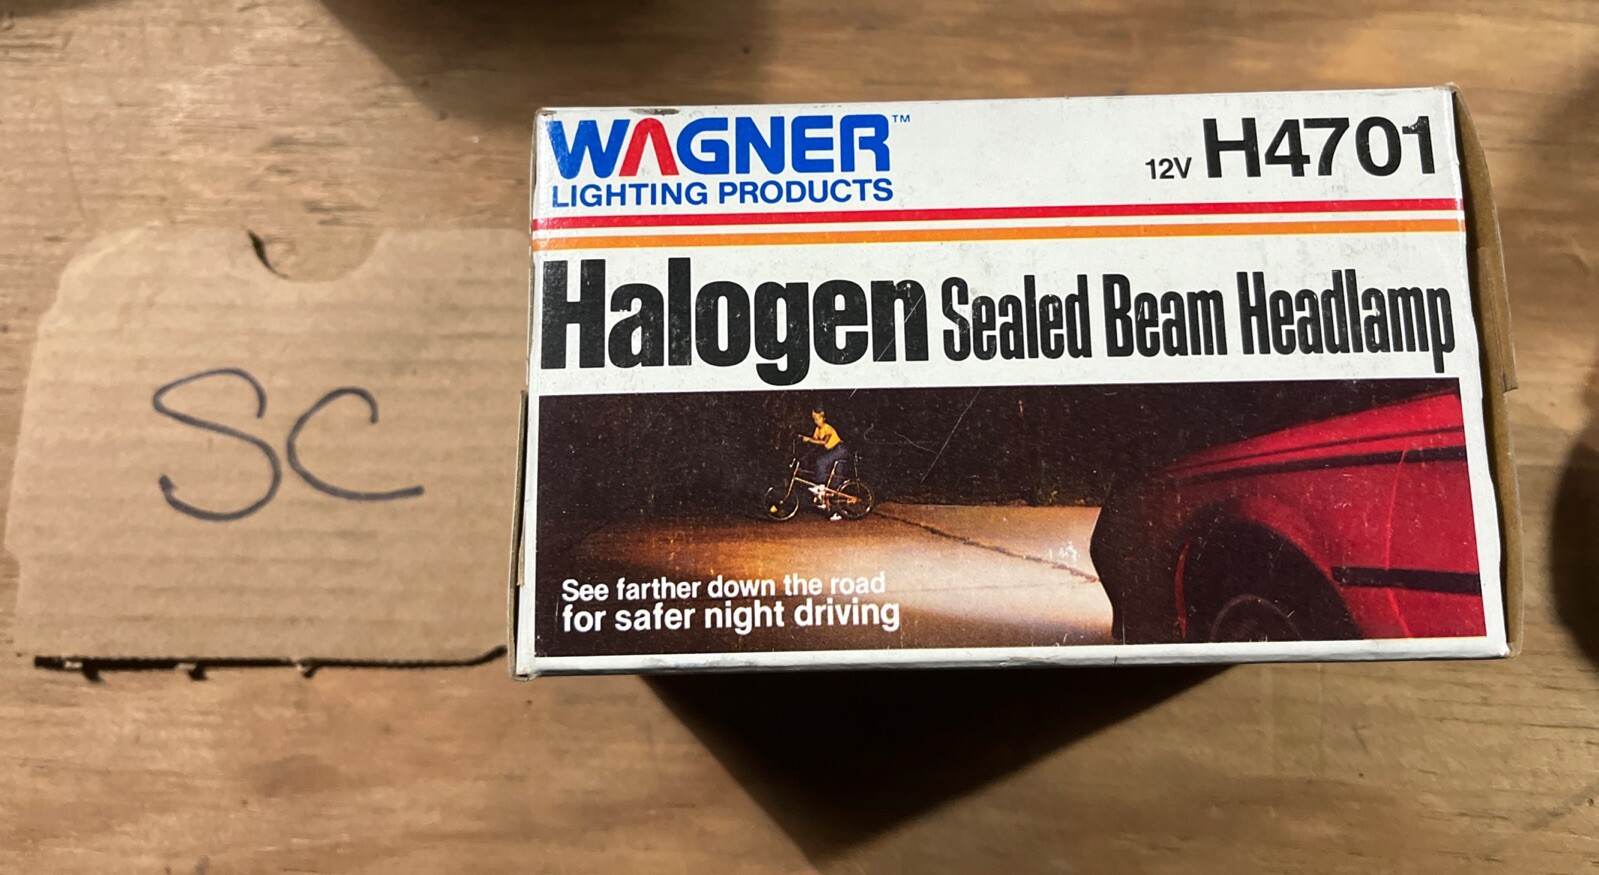 SC
WAGNER™
LIGHTING PRODUCTS
12V H4701
Halogen Sealed Beam Headlamp
See farther down the road
for safer night driving